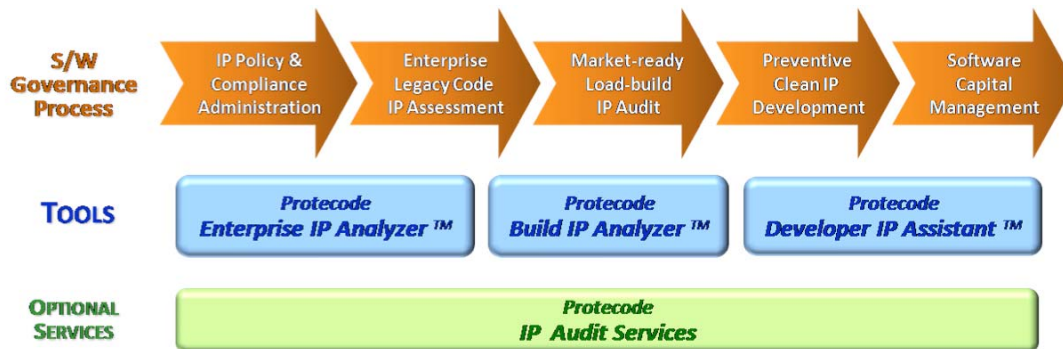 S/W
Governance
Process
IP Policy &
Compliance
Administration
Enterprise
Legacy Code
IP Assessment
Market-ready
Load-build
IP Audit
Preventive
Clean IP
Development
Software
Capital
Management
TOOLS
Protecode
Enterprise IP Analyzer ™
Protecode
Build IP Analyzer ™
Protecode
Developer IP Assistant ™
OPTIONAL
SERVICES
Protecode
IP Audit Services